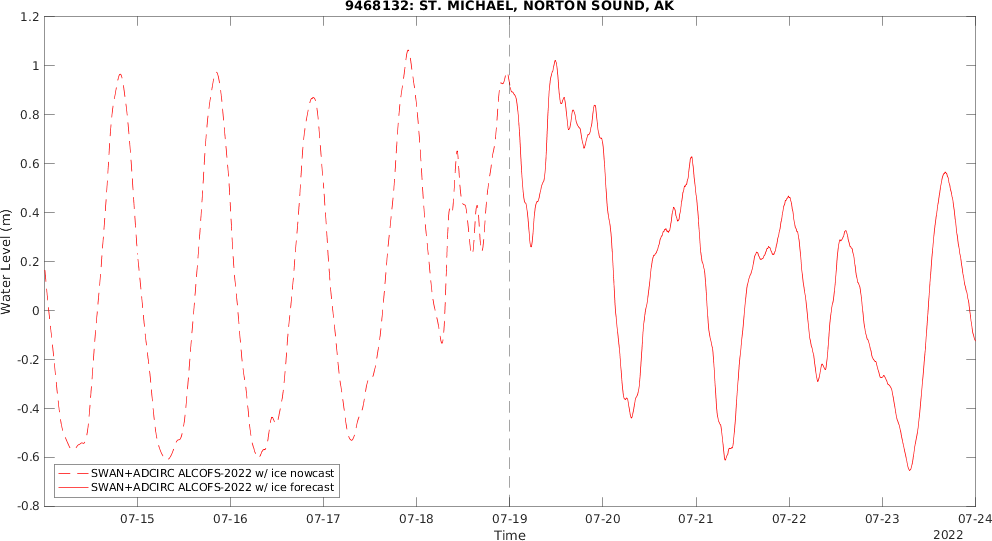 9468132: ST. MICHAEL, NORTON SOUND, AK
1.2
1
0.8
0.6
0.4
0.2
0
-0.2
-0.4
-0.6
-0.8
Water Level (m)
SWAN+ADCIRC ALCOFS-2022 w/ ice nowcast
SWAN+ADCIRC ALCOFS-2022 w/ ice forecast
07-15 07-16 07-17 07-18 07-19 07-20 07-21 07-22 07-23 07-24
Time
2022